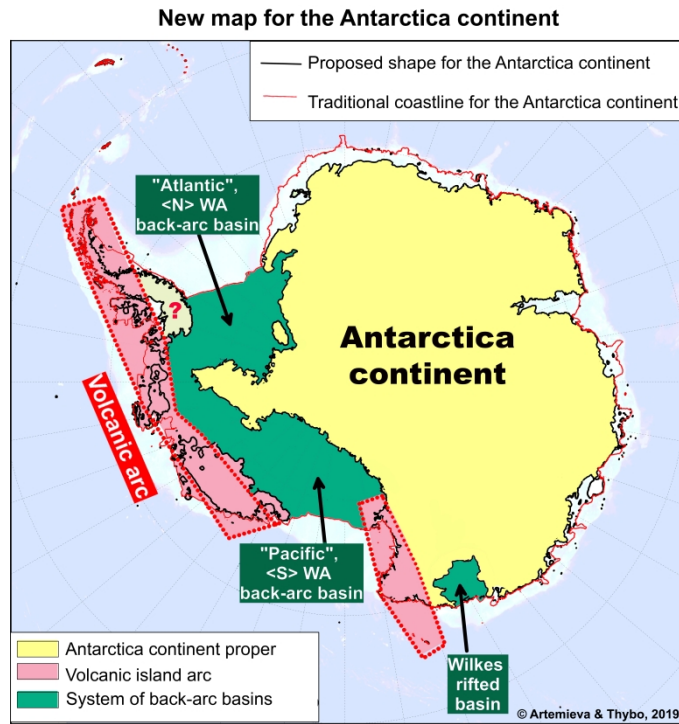 New map for the Antarctica continent
Proposed shape for the Antarctica continent
Traditional coastline for the Antarctica continent
"Atlantic",
<N> WA
back-arc basin
?
Antarctica
continent
Volcanic arc
"Pacific",
<S> WA
back-arc basin
Wilkes
rifted
basin
Antarctica continent proper
Volcanic island arc
System of back-arc basins
© Artemieva & Thybo, 2019